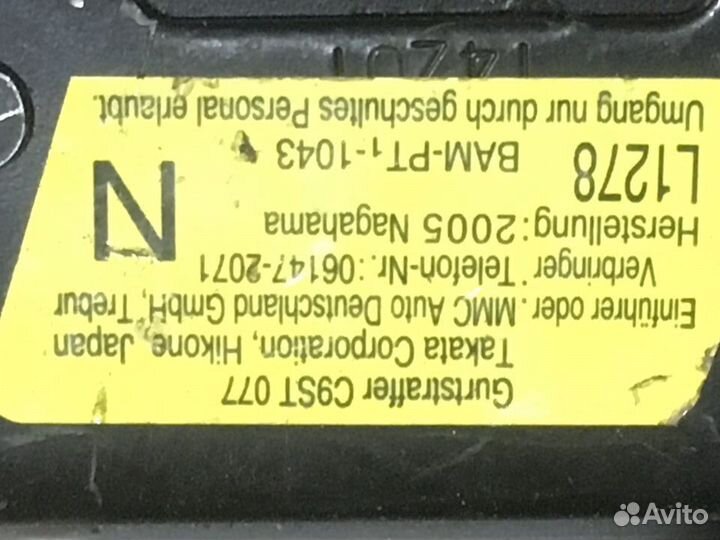 Gurtstraffer C9ST 077
Takata Corporation, Hikone, Japan
Einführer oder. MMC Auto Deutschland GmbH, Trebur
Verbringer. Telefon-Nr.:06147-2071
Herstellung:2005 Nagahama
N
L1278 BAM-PT1-1043
Umgang nur durch geschultes Personal erlaubt.
Avito